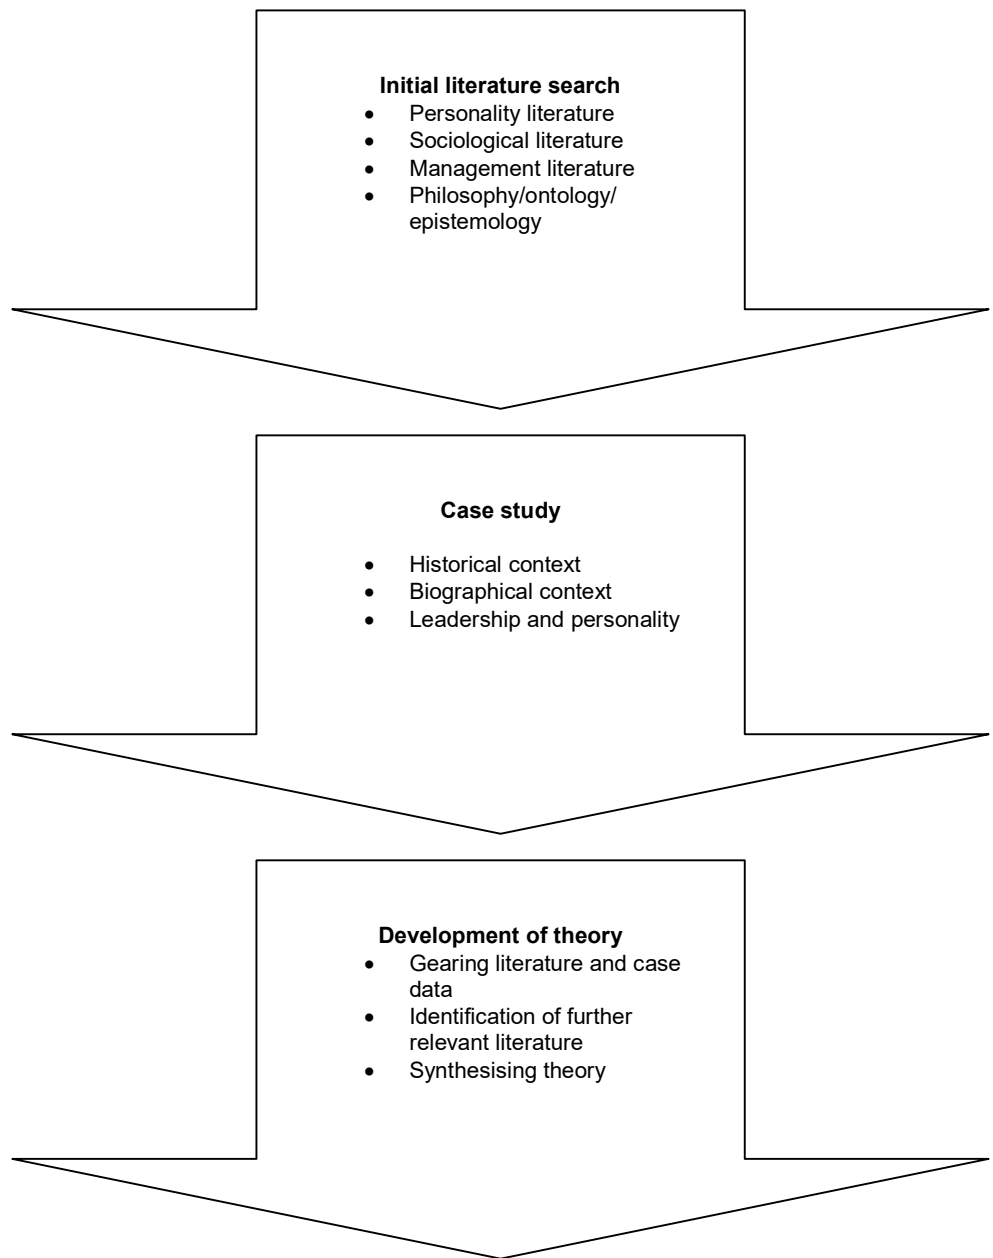 Initial literature search
• Personality literature
• Sociological literature
• Management literature
• Philosophy/ontology/
epistemology
Case study
• Historical context
• Biographical context
• Leadership and personality
Development of theory
• Gearing literature and case
data
• Identification of further
relevant literature
• Synthesising theory